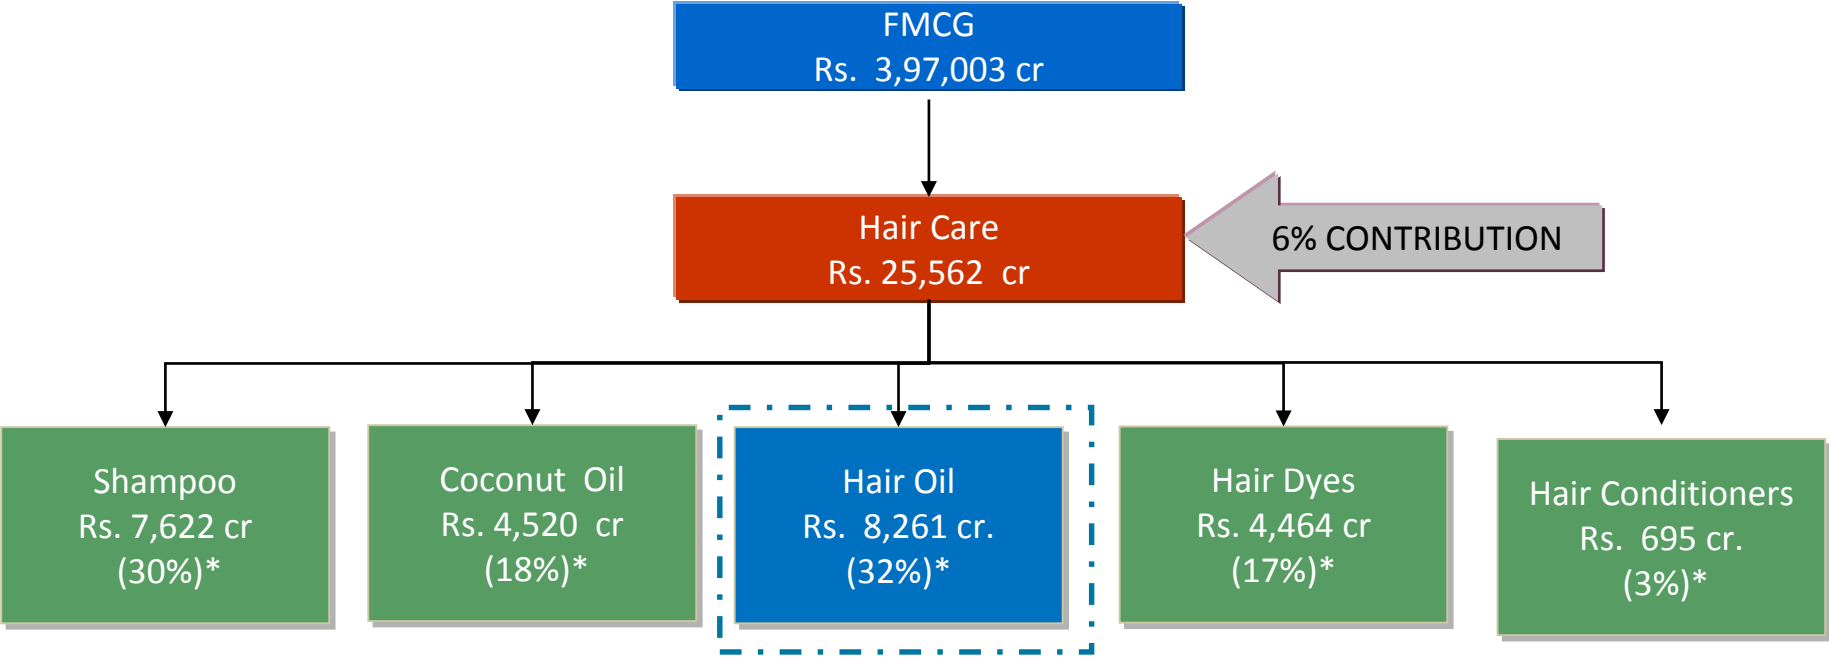 FMCG
Rs. 3,97,003 cr
Hair Care
Rs. 25,562 cr
6% CONTRIBUTION
Shampoo
Rs. 7,622 cr
(30%)*
Coconut Oil
Rs. 4,520 cr
(18%)*
Hair Oil
Rs. 8,261 cr.
(32%)*
Hair Dyes
Rs. 4,464 cr
(17%)*
Hair Conditioners
Rs. 695 cr.
(3%)*